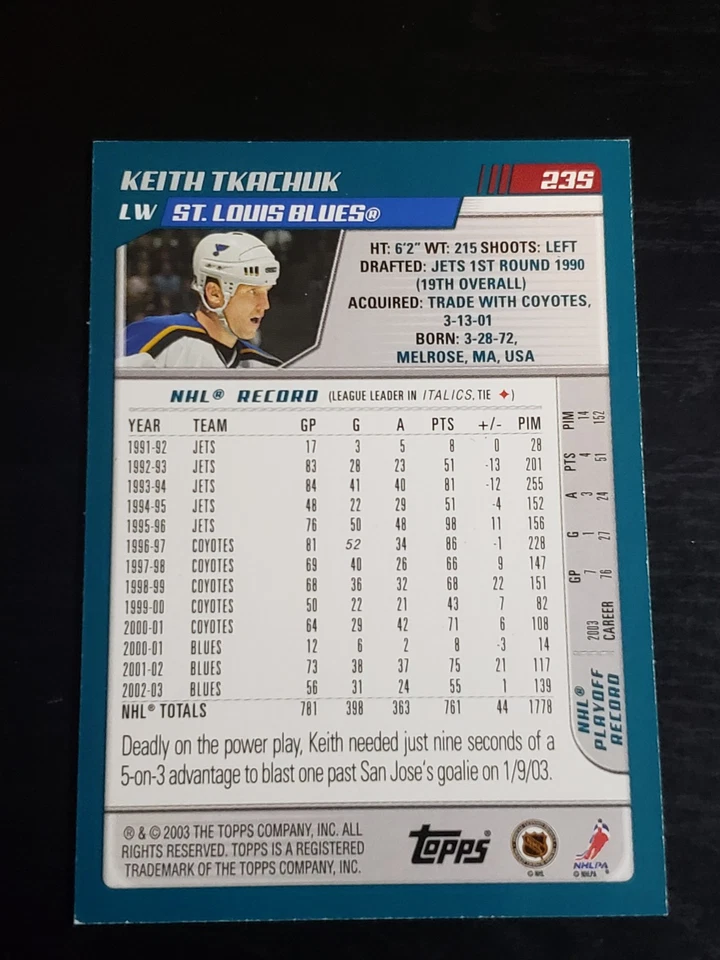 KEITH TKACHUK 235
LW ST. LOUIS BLUES®
HT: 6'2" WT: 215 SHOOTS: LEFT
DRAFTED: JETS 1ST ROUND 1990
(19TH OVERALL)
ACQUIRED: TRADE WITH COYOTES,
3-13-01
BORN: 3-28-72,
MELROSE, MA, USA
NHL® RECORD (LEAGUE LEADER IN ITALICS, TIE ♦)
YEAR TEAM GP G A PTS +/- PIM
1991-92 JETS 17 3 5 8 0 28
1992-93 JETS 83 28 23 51 -13 201
1993-94 JETS 84 41 40 81 -12 255
1994-95 JETS 48 22 29 51 -4 152
1995-96 JETS 76 50 48 98 11 156
1996-97 COYOTES 81 52 34 86 -1 228
1997-98 COYOTES 69 40 26 66 9 147
1998-99 COYOTES 68 36 32 68 22 151
1999-00 COYOTES 50 22 21 43 7 82
2000-01 COYOTES 64 29 42 71 6 108
2000-01 BLUES 12 6 2 8 -3 14
2001-02 BLUES 73 38 37 75 21 117
2002-03 BLUES 56 31 24 55 1 139
NHL® TOTALS 781 398 363 761 44 1778
NHL®
PLAYOFF
RECORD
GP G A PTS PIM
2003 7 1 3 4 14
CAREER 76 27 24 51 152
Deadly on the power play, Keith needed just nine seconds of a
5-on-3 advantage to blast one past San Jose's goalie on 1/9/03.
® & © 2003 THE TOPPS COMPANY, INC. ALL
RIGHTS RESERVED. TOPPS IS A REGISTERED
TRADEMARK OF THE TOPPS COMPANY, INC.
topps®
© NHL
NHLPA
© NHLPA